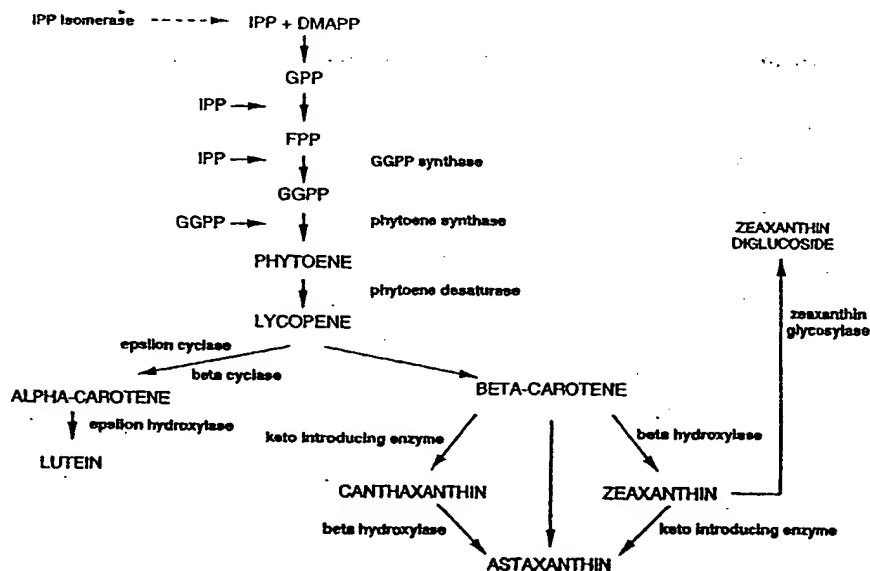 IPP Isomerase
IPP + DMAPP
GPP
IPP
FPP
IPP
GGPP synthase
GGPP
GGPP
phytoene synthase
PHYTOENE
phytoene desaturase
LYCOPENE
epsilon cyclase
beta cyclase
ALPHA-CAROTENE
epsilon hydroxylase
LUTEIN
BETA-CAROTENE
keto introducing enzyme
beta hydroxylase
CANTHAXANTHIN
ZEAXANTHIN
beta hydroxylase
keto introducing enzyme
ASTAXANTHIN
ZEAXANTHIN
DIGLUCOSIDE
zeaxanthin
glycosylase